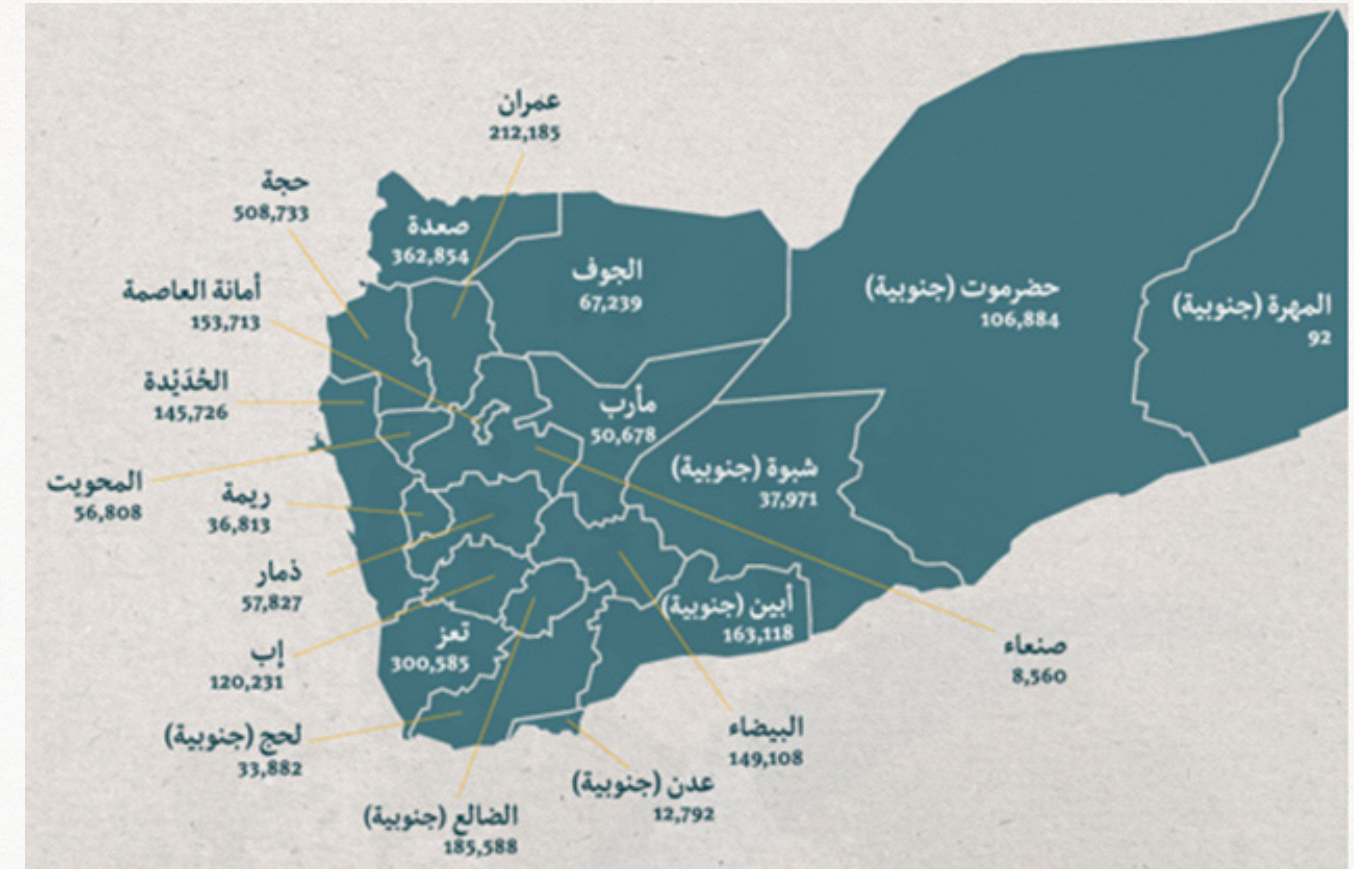 عمران
212,185
حجة
508,733
صعدة
362,854
الجوف
67,239
أمانة العاصمة
153,713
حضرموت (جنوبية)
106,884
المهرة (جنوبية)
92
الحُدَيْدة
145,726
مأرب
50,678
شبوة (جنوبية)
37,971
المحويت
56,808
ريمة
36,813
ذمار
57,827
أبين (جنوبية)
163,118
تعز
300,585
إب
120,231
صنعاء
8,560
لحج (جنوبية)
33,882
البيضاء
149,108
عدن (جنوبية)
12,792
الضالع (جنوبية)
185,588